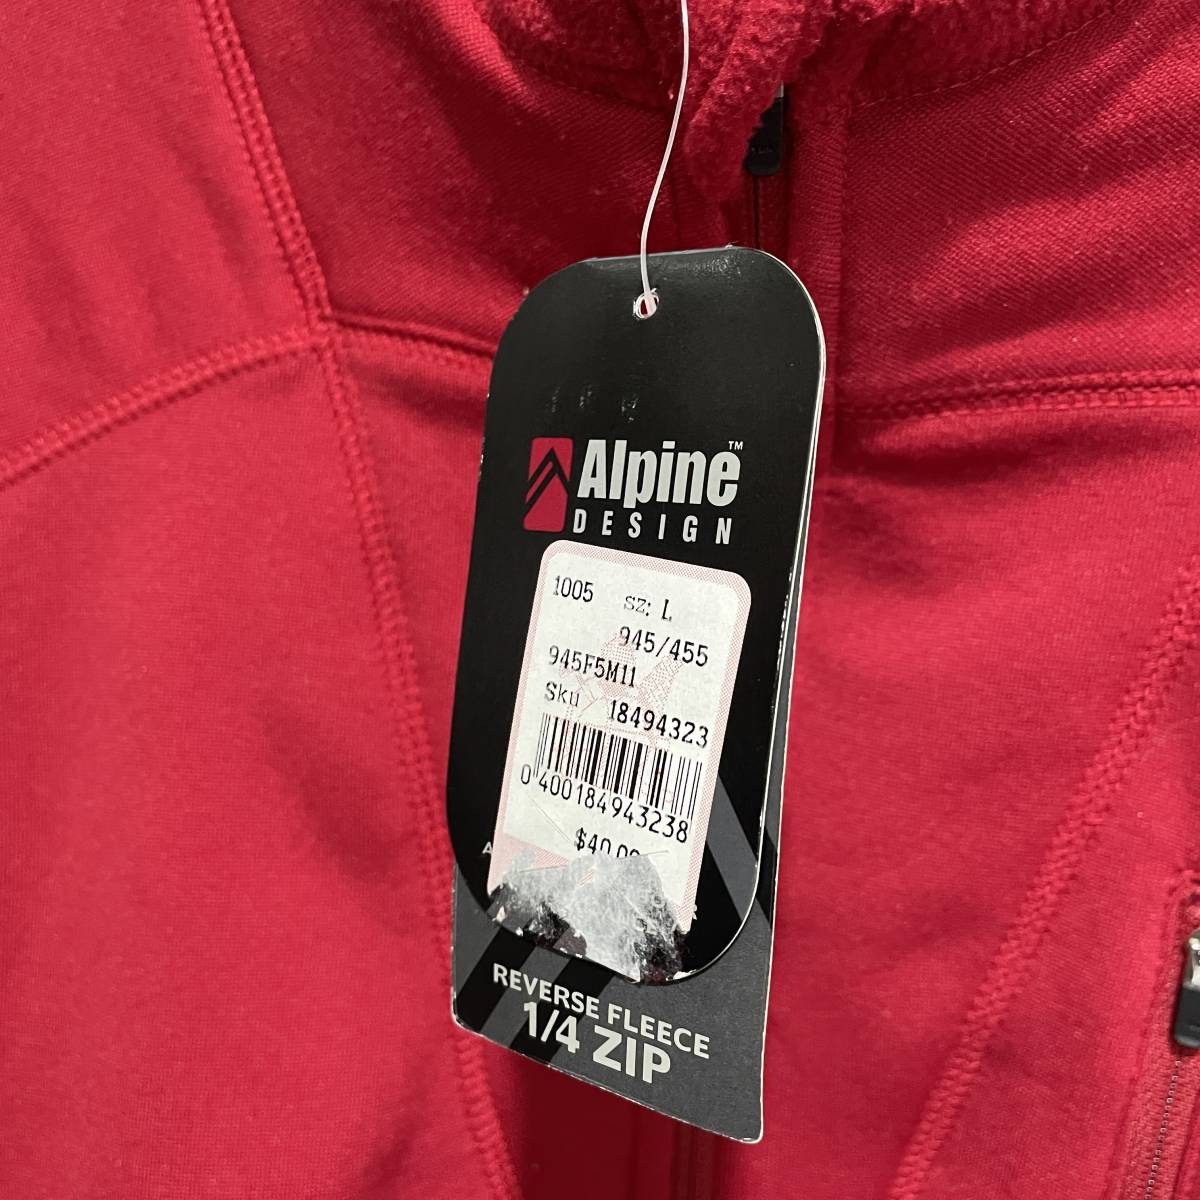 Alpine™
DESIGN
1005 SZ: L
945/455
945F5M11
Sku 18494323
0 400184943238
REVERSE FLEECE
1/4 ZIP